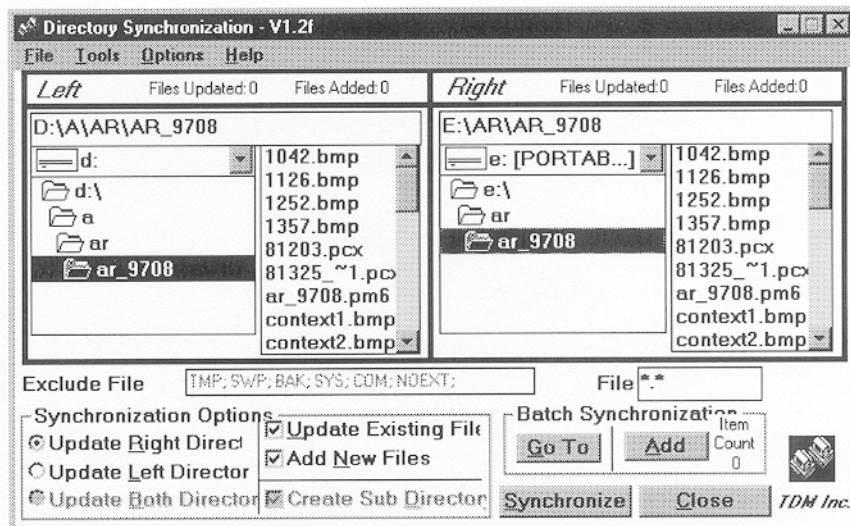 Directory Synchronization - V1.2f
File Tools Options Help
Left Files Updated:0 Files Added:0
Right Files Updated:0 Files Added:0
D:\A\AR\AR_9708
E:\AR\AR_9708
d:
d:\
a
ar
ar_9708
1042.bmp
1126.bmp
1252.bmp
1357.bmp
81203.pcx
81325_~1.pcx
ar_9708.pm6
context1.bmp
context2.bmp
e: [PORTAB...]
e:\
ar
ar_9708
1042.bmp
1126.bmp
1252.bmp
1357.bmp
81203.pcx
81325_~1.pcx
ar_9708.pm6
context1.bmp
context2.bmp
Exclude File TMP; SWP; BAK; SYS; COM; NOEXT;
File *.*
Synchronization Options
Update Right Direct
Update Left Director
Update Both Director
Update Existing File
Add New Files
Create Sub Directory
Batch Synchronization
Go To
Add
Item
Count
0
Synchronize
Close
TDM Inc.